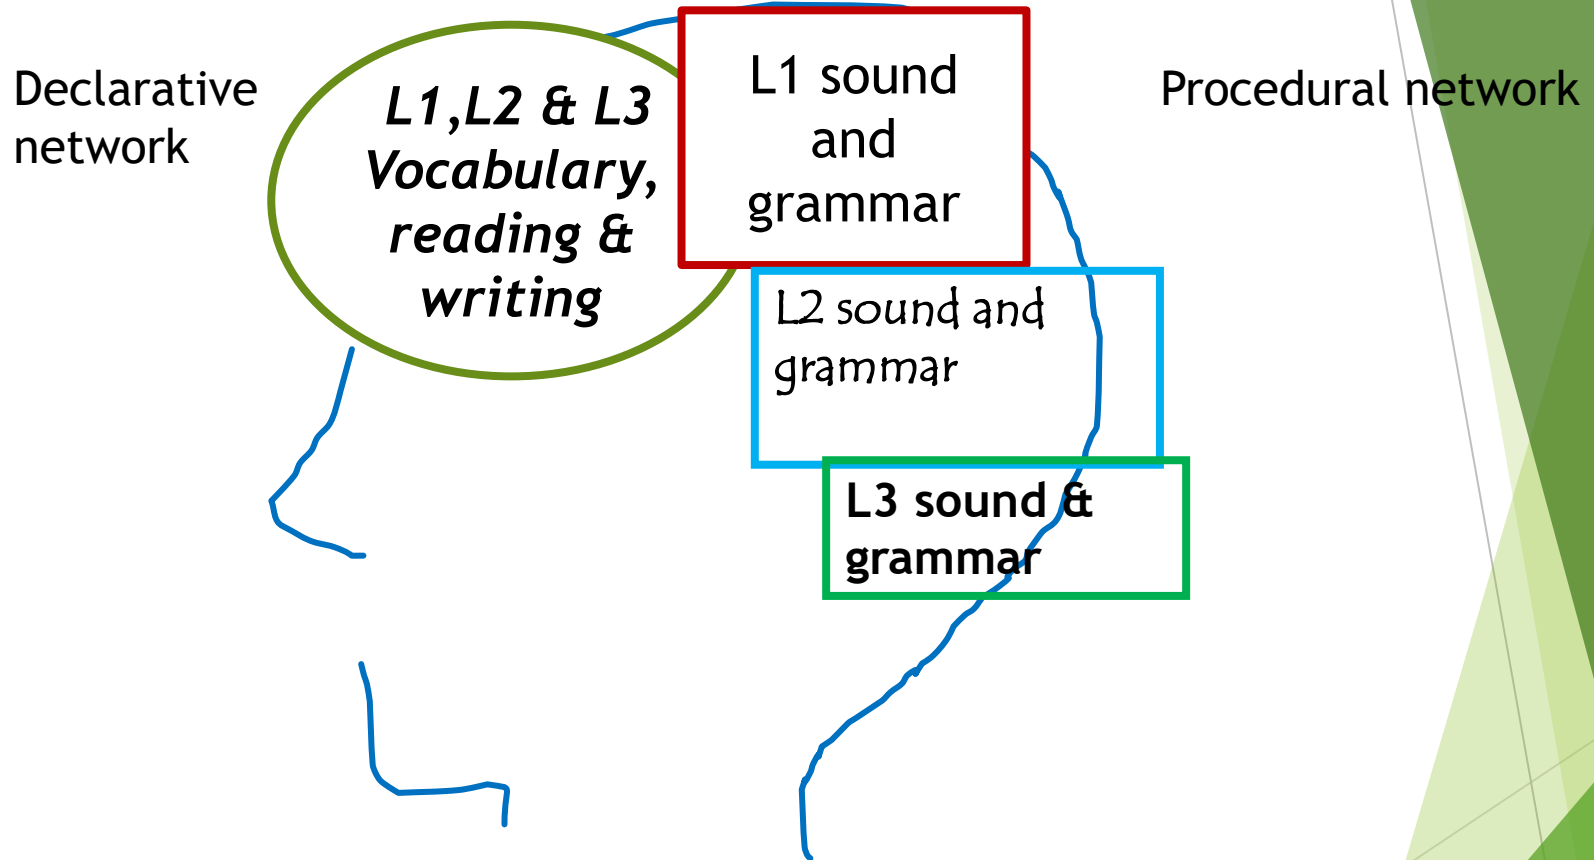 Declarative
network
L1,L2 & L3
Vocabulary,
reading &
writing
L1 sound
and
grammar
Procedural network
L2 sound and
grammar
L3 sound &
grammar